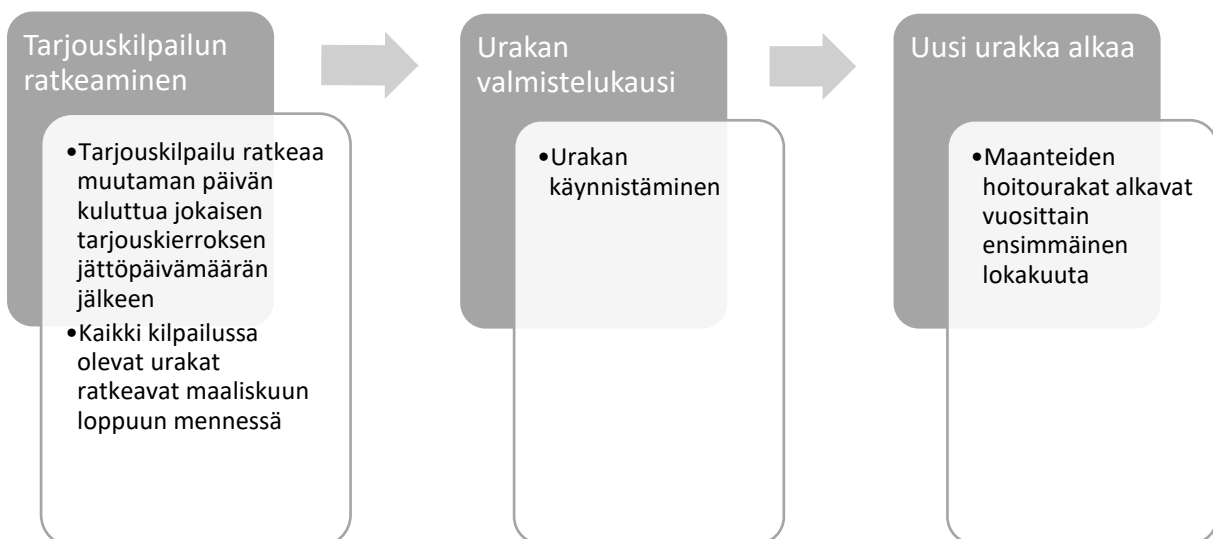 Tarjouskilpailun
ratkeaminen
•Tarjouskilpailu ratkeaa
muutaman päivän
kuluttua jokaisen
tarjouskierroksen
jättöpäivämäärän
jälkeen
•Kaikki kilpailussa
olevat urakat
ratkeavat maaliskuun
loppuun mennessä
Urakan
valmistelukausi
•Urakan
käynnistäminen
Uusi urakka alkaa
•Maanteiden
hoitourakat alkavat
vuosittain
ensimmäinen
lokakuuta